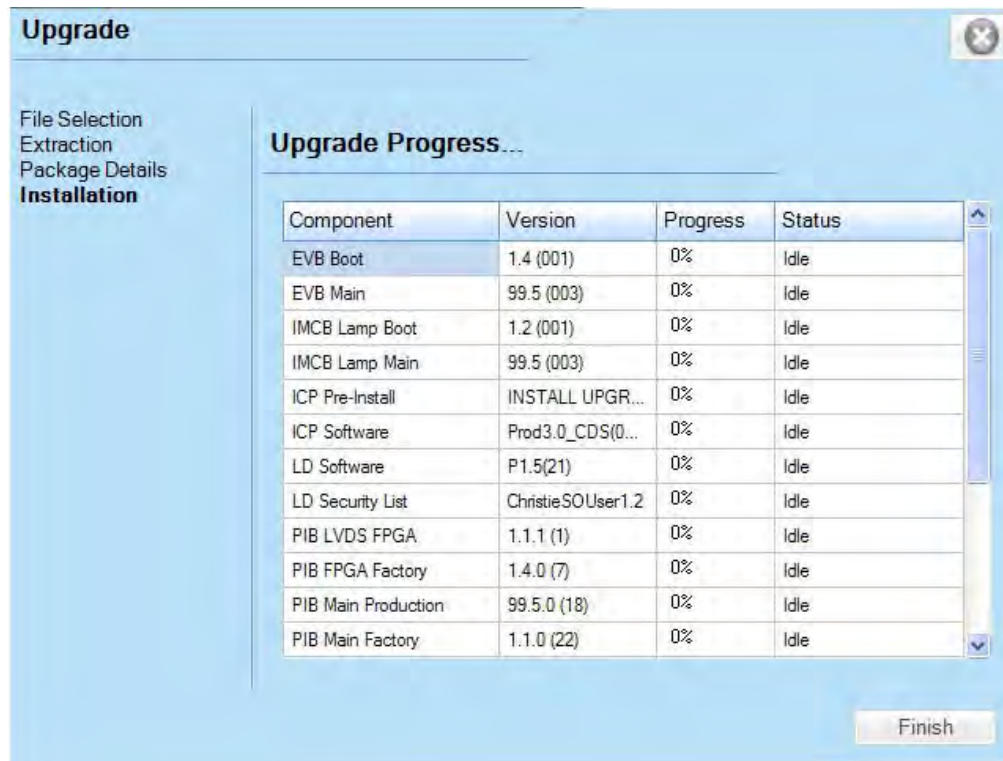 Upgrade
File Selection
Extraction
Package Details
Installation
Upgrade Progress...
Component Version Progress Status
EVB Boot 1.4 (001) 0% Idle
EVB Main 99.5 (003) 0% Idle
IMCB Lamp Boot 1.2 (001) 0% Idle
IMCB Lamp Main 99.5 (003) 0% Idle
ICP Pre-Install INSTALL UPGR... 0% Idle
ICP Software Prod3.0_CDS(0... 0% Idle
LD Software P1.5(21) 0% Idle
LD Security List ChristieSOUser1.2 0% Idle
PIB LVDS FPGA 1.1.1 (1) 0% Idle
PIB FPGA Factory 1.4.0 (7) 0% Idle
PIB Main Production 99.5.0 (18) 0% Idle
PIB Main Factory 1.1.0 (22) 0% Idle
Finish